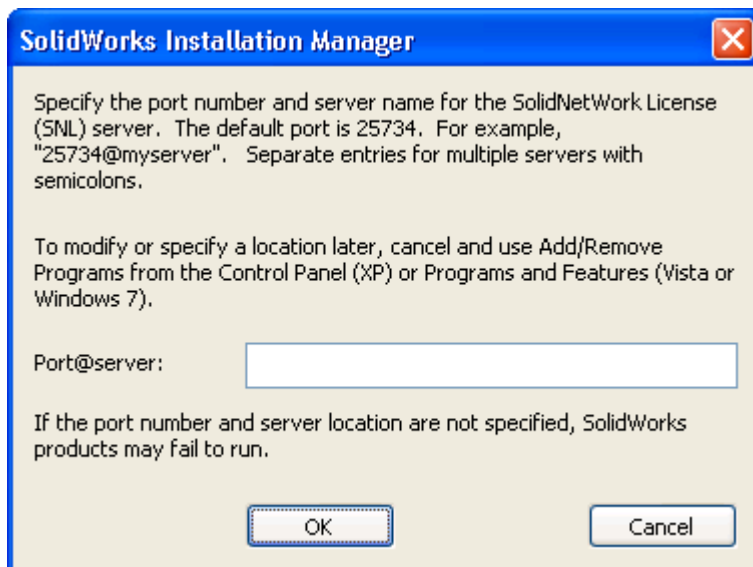 SolidWorks Installation Manager
Specify the port number and server name for the SolidNetWork License
(SNL) server.  The default port is 25734.  For example,
"25734@myserver".  Separate entries for multiple servers with
semicolons.
To modify or specify a location later, cancel and use Add/Remove
Programs from the Control Panel (XP) or Programs and Features (Vista or
Windows 7).
Port@server:
If the port number and server location are not specified, SolidWorks
products may fail to run.
OK
Cancel